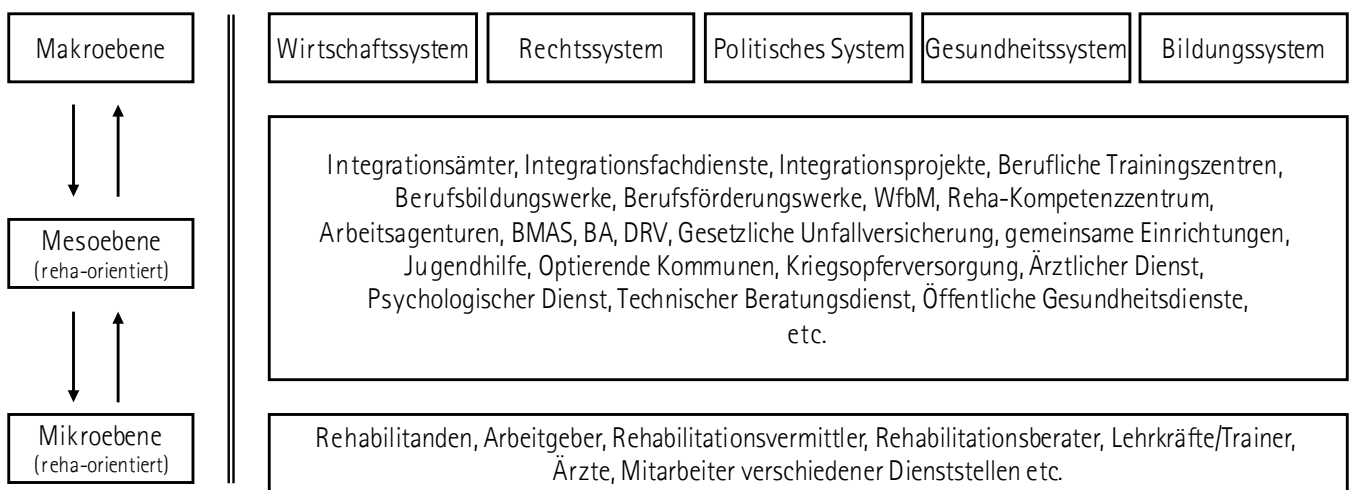 Makroebene
Wirtschaftssystem
Rechtssystem
Politisches System
Gesundheitssystem
Bildungssystem
Mesoebene
(reha-orientiert)
Integrationsämter, Integrationsfachdienste, Integrationsprojekte, Berufliche Trainingszentren,
Berufsbildungswerke, Berufsförderungswerke, WfbM, Reha-Kompetenzzentrum,
Arbeitsagenturen, BMAS, BA, DRV, Gesetzliche Unfallversicherung, gemeinsame Einrichtungen,
Jugendhilfe, Optierende Kommunen, Kriegsopferversorgung, Ärztlicher Dienst,
Psychologischer Dienst, Technischer Beratungsdienst, Öffentliche Gesundheitsdienste,
etc.
Mikroebene
(reha-orientiert)
Rehabilitanden, Arbeitgeber, Rehabilitationsvermittler, Rehabilitationsberater, Lehrkräfte/Trainer,
Ärzte, Mitarbeiter verschiedener Dienststellen etc.